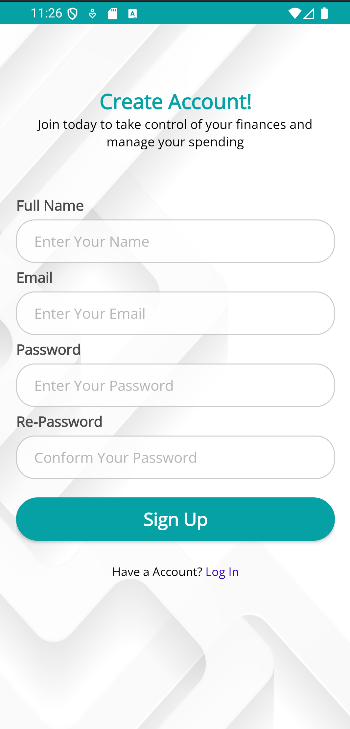 11:26
A
Create Account!
Join today to take control of your finances and
manage your spending
Full Name
Enter Your Name
Email
Enter Your Email
Password
Enter Your Password
Re-Password
Conform Your Password
Sign Up
Have a Account? Log In